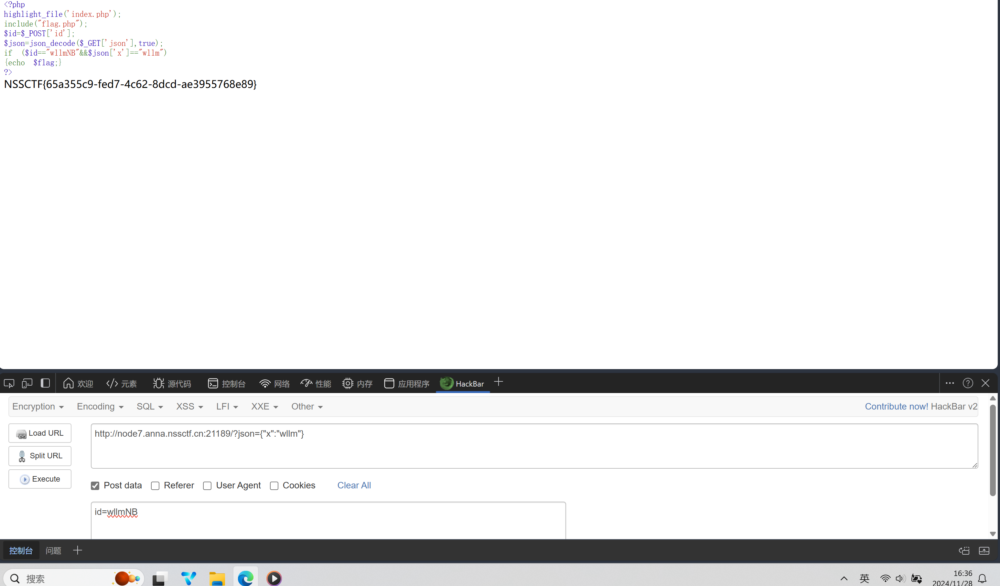 <?php
highlight_file('index.php');
include("flag.php");
$id=$_POST['id'];
$json=json_decode($_GET['json'],true);
if  ($id=="wllmNB"&&$json['x']=="wllm")
{echo  $flag;}
?>
NSSCTF{65a355c9-fed7-4c62-8dcd-ae3955768e89}
欢迎 </> 元素 源代码 控制台 网络 性能 内存 应用程序 HackBar
Encryption Encoding SQL XSS LFI XXE Other Contribute now! HackBar v2
Load URL
http://node7.anna.nssctf.cn:21189/?json={"x":"wllm"}
Split URL
Execute
Post data Referer User Agent Cookies Clear All
id=wllmNB
控制台 问题
搜索
英
16:36
2024/11/28